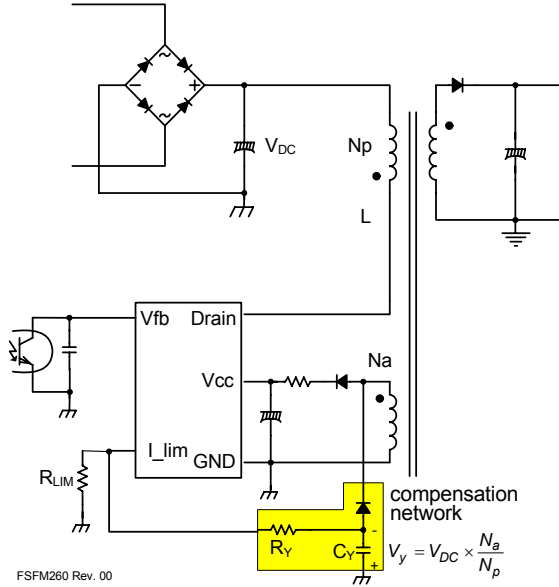 ~
- +
~
V_DC
Np
L
Vfb Drain
Na
Vcc
I_lim
GND
R_LIM
compensation
network
R_Y
-
C_Y
+
V_y = V_DC × N_a / N_p
FSFM260 Rev. 00